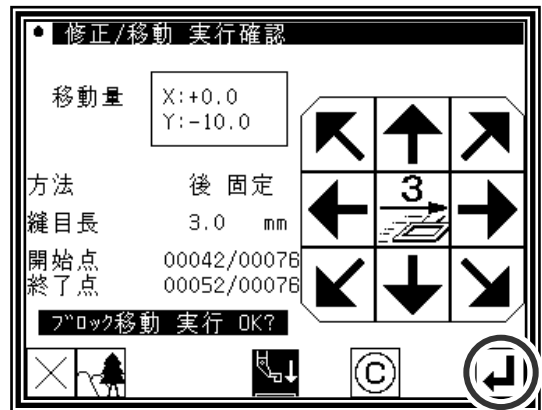 修正/移動 実行確認
移動量
X:+0.0
Y:-10.0
方法 後 固定
縫目長 3.0 mm
開始点 00042/00076
終了点 00052/00076
ﾌﾞﾛｯｸ移動 実行 OK?
3
C